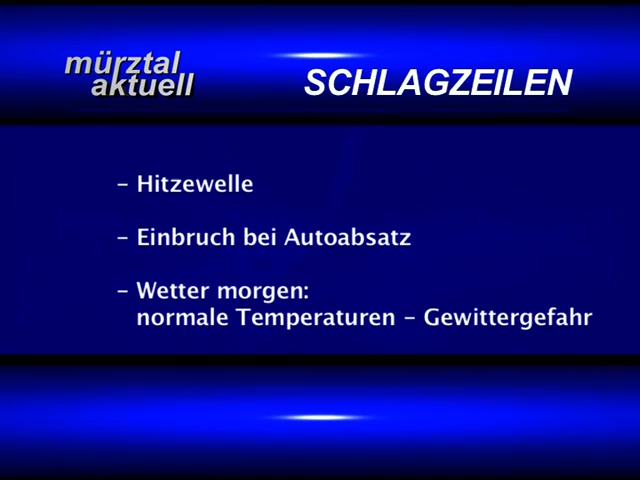 mürztal
aktuell
SCHLAGZEILEN
- Hitzewelle
- Einbruch bei Autoabsatz
- Wetter morgen:
normale Temperaturen - Gewittergefahr